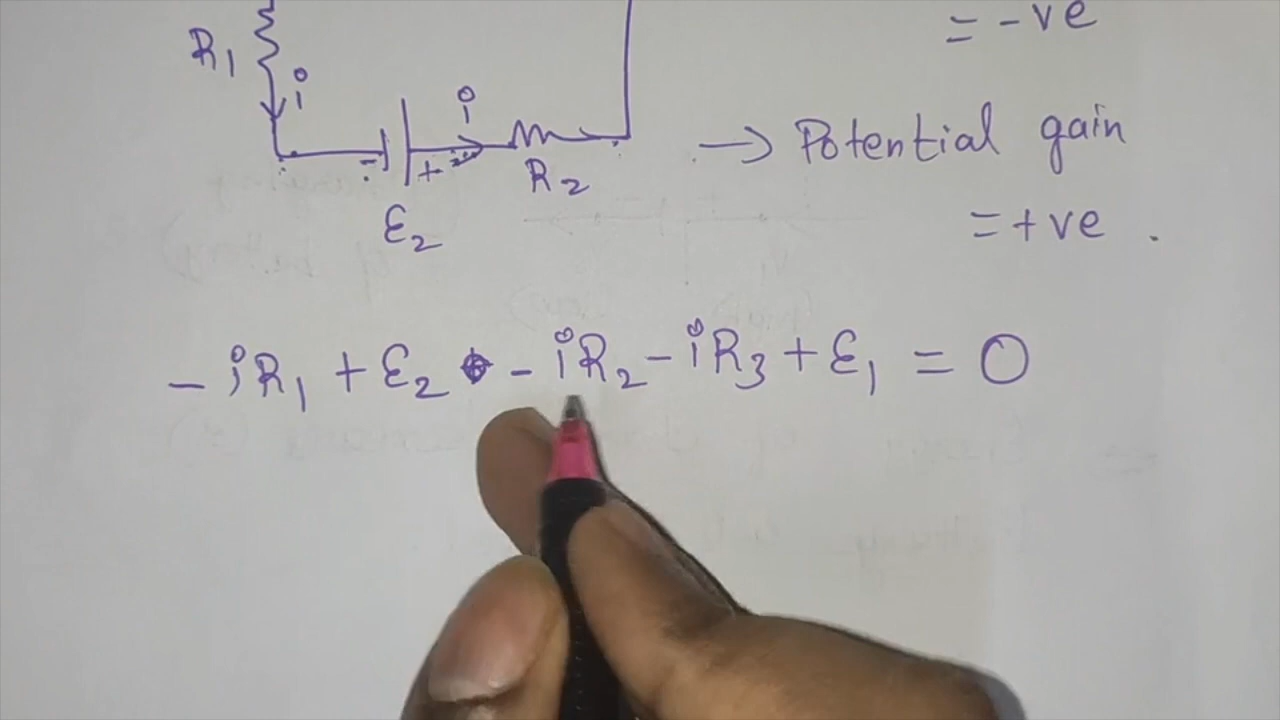 = -ve
R1
i
i
→ Potential gain
- +
R2
ε2
= +ve .
- iR1 + ε2 - iR2 - iR3 + ε1 = 0